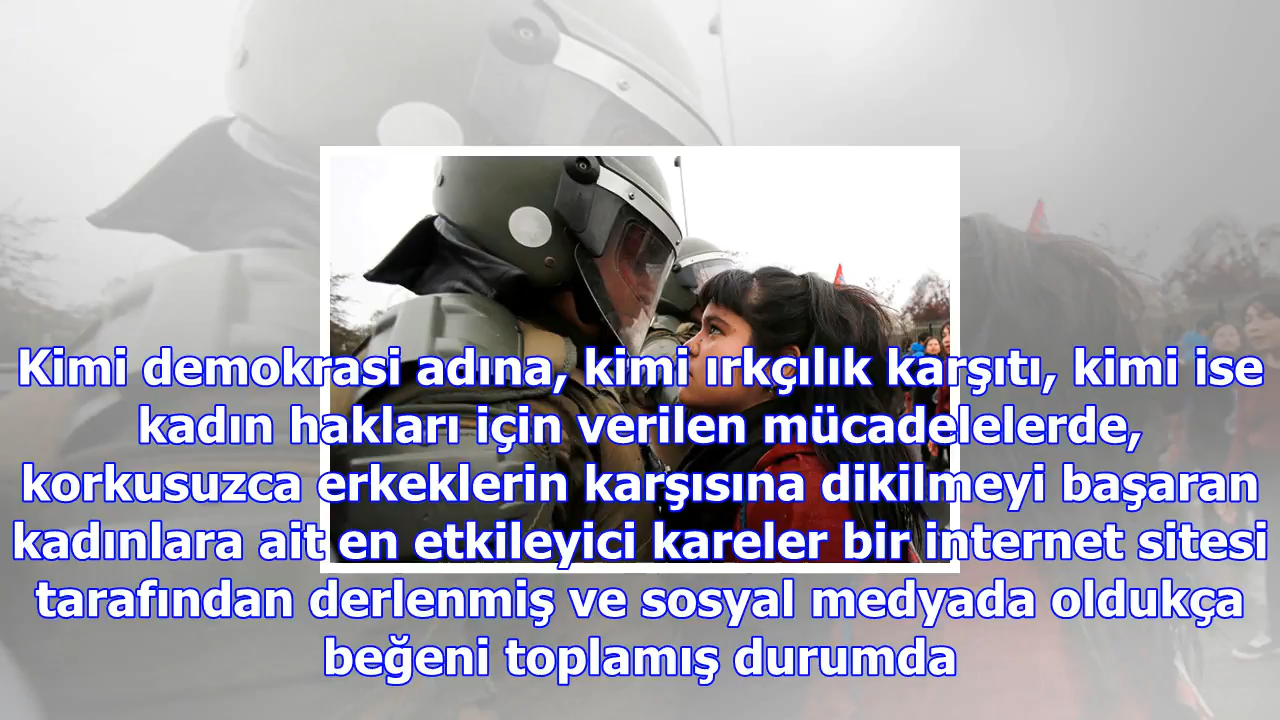 Kimi demokrasi adına, kimi ırkçılık karşıtı, kimi ise
kadın hakları için verilen mücadelelerde,
korkusuzca erkeklerin karşısına dikilmeyi başaran
kadınlara ait en etkileyici kareler bir internet sitesi
tarafından derlenmiş ve sosyal medyada oldukça
beğeni toplamış durumda